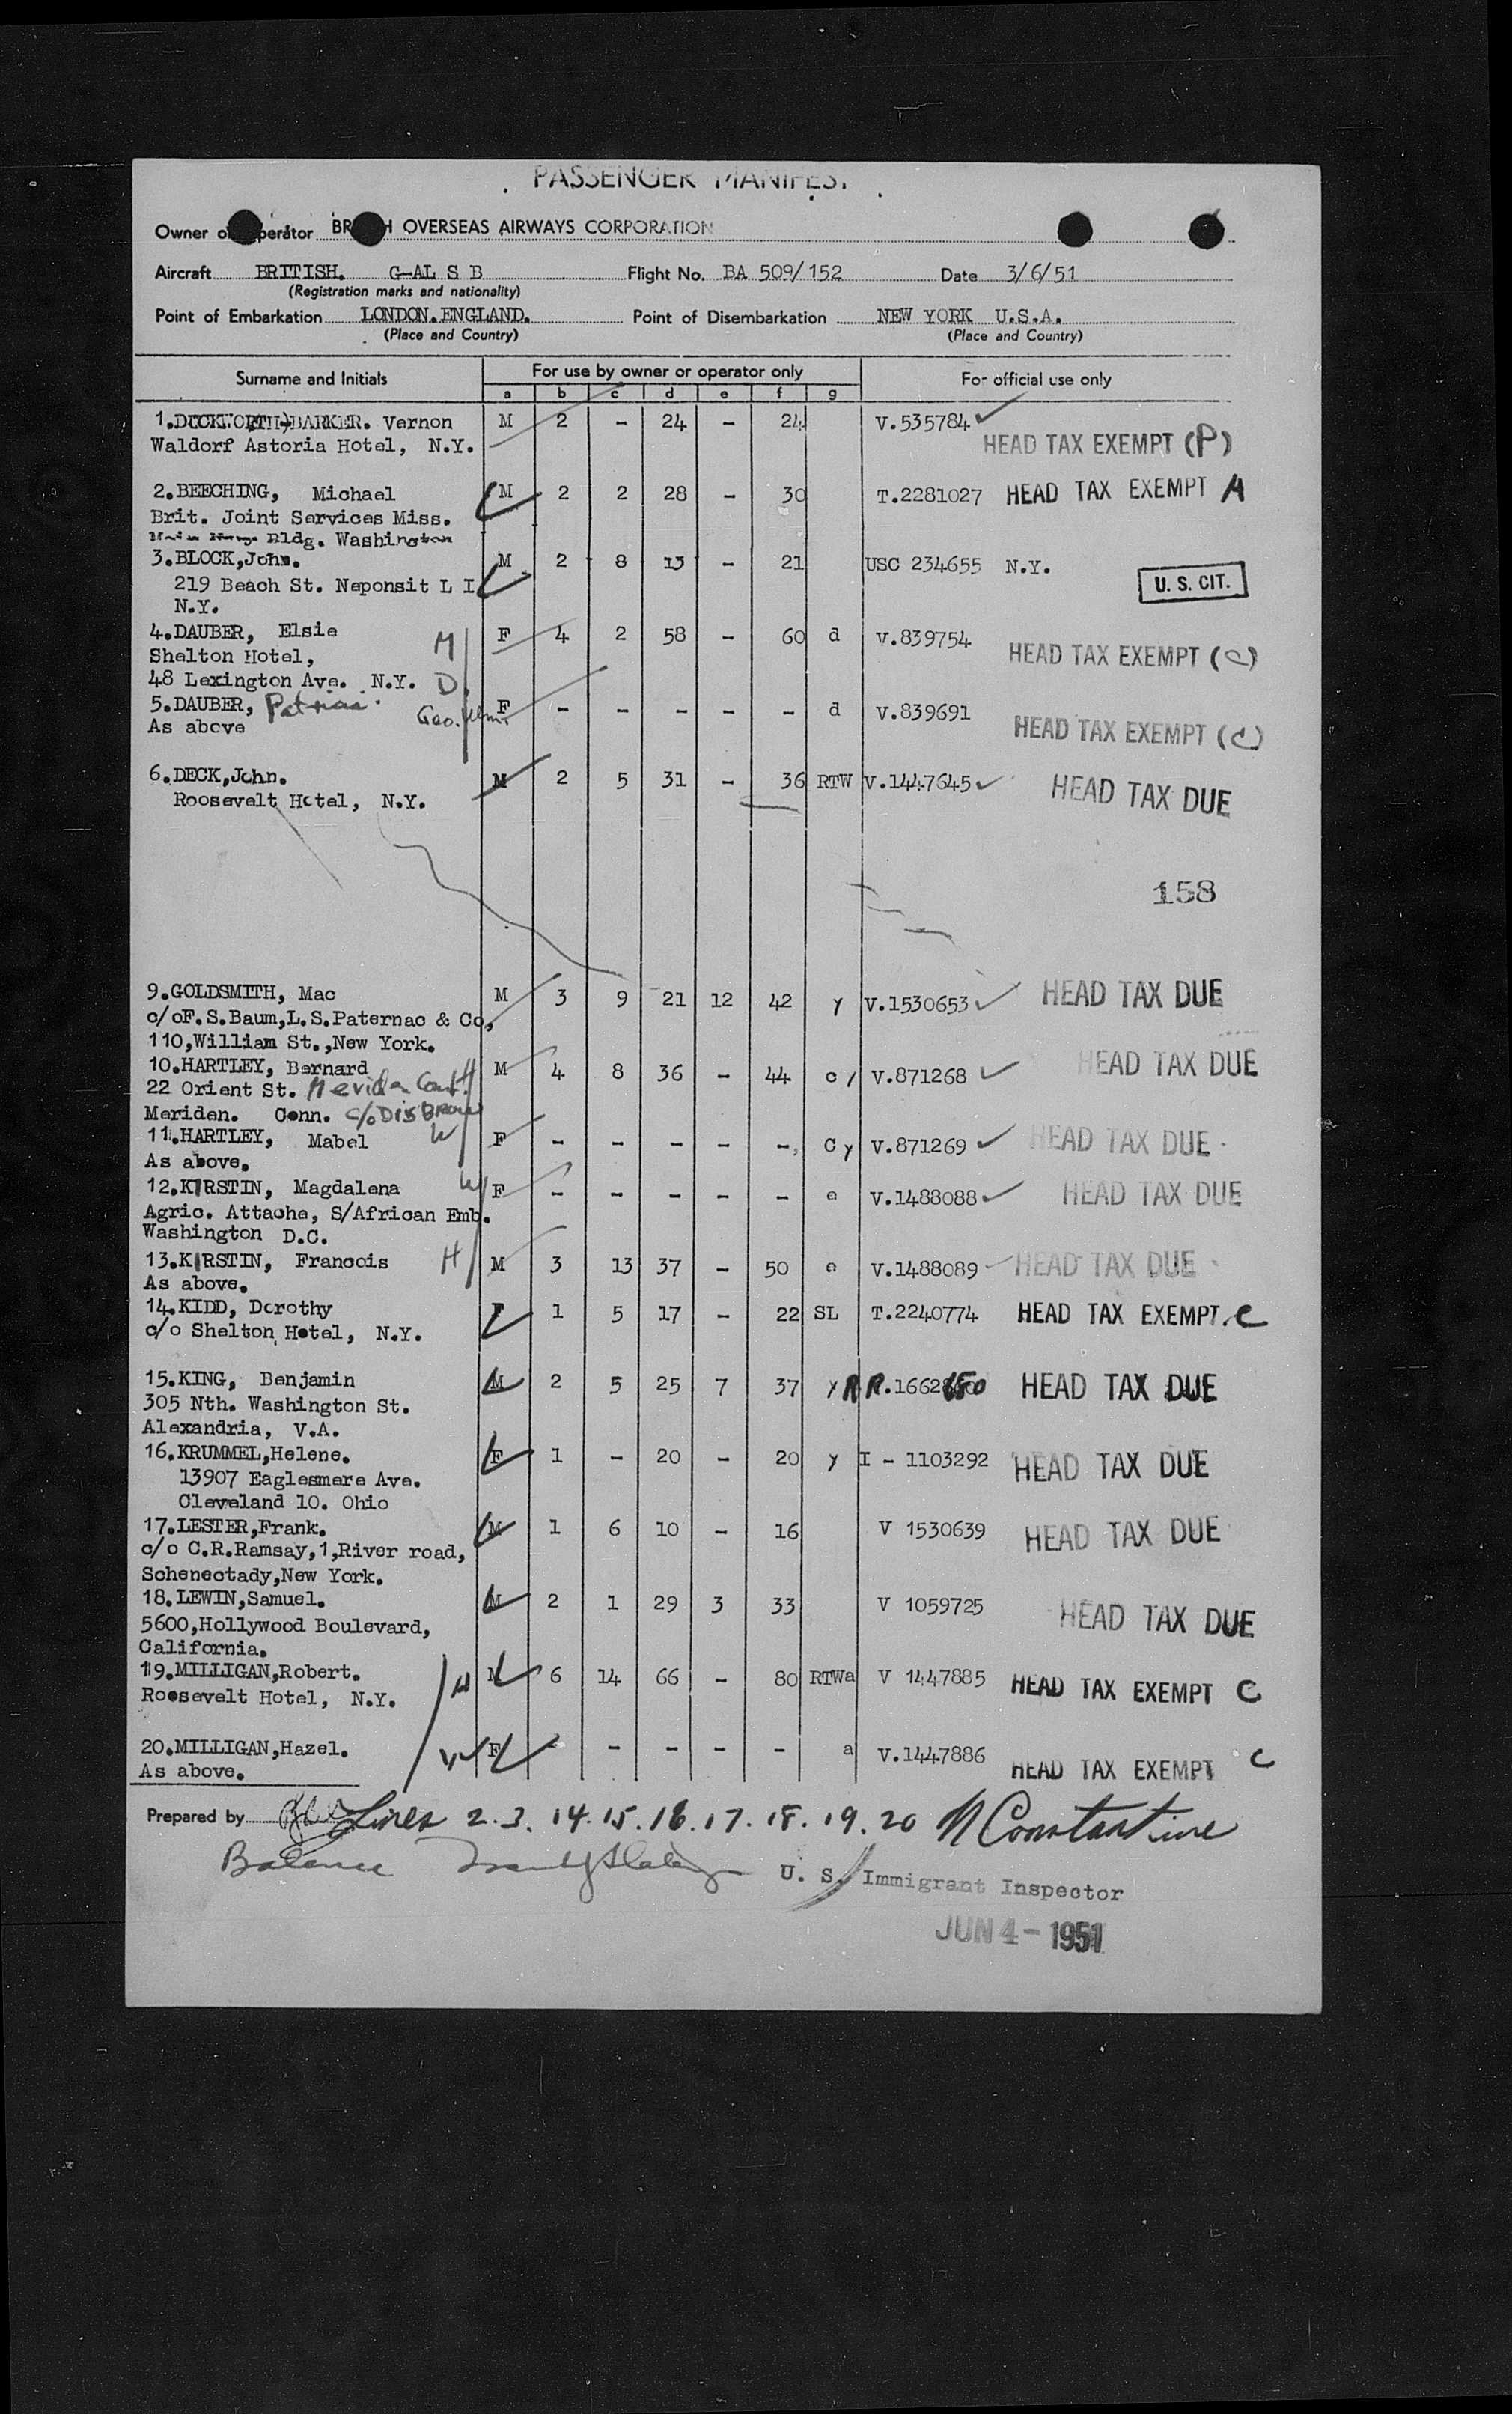 PASSENGER MANIFEST
Owner or Operator BRITISH OVERSEAS AIRWAYS CORPORATION
Aircraft BRITISH. G-AL S B Flight No. BA 509/152 Date 3/6/51
(Registration marks and nationality)
Point of Embarkation LONDON.ENGLAND. Point of Disembarkation NEW YORK U.S.A.
(Place and Country) (Place and Country)
Surname and Initials For use by owner or operator only For official use only
a b c d e f g
1.DUCKWORTH-BARKER. Vernon M 2 - 24 - 24 V.535784
Waldorf Astoria Hotel, N.Y. HEAD TAX EXEMPT (P)
2.BEECHING, Michael M 2 2 28 - 30 T.2281027 HEAD TAX EXEMPT A
Brit. Joint Services Miss.
Bldg. Washington
3.BLOCK,John. M 2 8 13 - 21 USC 234655 N.Y.
219 Beach St. Neponsit L I U. S. CIT.
N.Y.
4.DAUBER, Elsie M F 4 2 58 - 60 d V.839754
Shelton Hotel, HEAD TAX EXEMPT (C)
48 Lexington Ave. N.Y. D
5.DAUBER, F - - - - - d V.839691
As above HEAD TAX EXEMPT (C)
6.DECK,John. M 2 5 31 - 36 RTW V.1447645 HEAD TAX DUE
Roosevelt Hotel, N.Y.
158
9.GOLDSMITH, Mac M 3 9 21 12 42 y V.1530653 HEAD TAX DUE
c/oF.S.Baum,L.S.Paternac & Co,
110,William St.,New York.
10.HARTLEY, Bernard M 4 8 36 - 44 c / V.871268 HEAD TAX DUE
22 Orient St. Meriden Conn. H
Meriden. Conn. c/o DISBROW
11.HARTLEY, Mabel W F - - - - - C y V.871269 HEAD TAX DUE
As above.
12.KIRSTIN, Magdalena W F - - - - - e V.1488088 HEAD TAX DUE
Agric. Attache, S/African Emb.
Washington D.C.
13.KIRSTIN, Francois H M 3 13 37 - 50 e V.1488089 HEAD TAX DUE
As above.
14.KIDD, Dorothy F 1 5 17 - 22 SL T.2240774 HEAD TAX EXEMPT. C
c/o Shelton Hotel, N.Y.
15.KING, Benjamin M 2 5 25 7 37 y R R.1662650 HEAD TAX DUE
305 Nth. Washington St.
Alexandria, V.A.
16.KRUMMEL,Helene. F 1 - 20 - 20 y I - 1103292 HEAD TAX DUE
13907 Eaglesmere Ave.
Cleveland 10. Ohio
17.LESTER,Frank. M 1 6 10 - 16 V 1530639 HEAD TAX DUE
c/o C.R.Ramsay,1,River road,
Schenectady,New York.
18.LEWIN,Samuel. M 2 1 29 3 33 V 1059725 HEAD TAX DUE
5600,Hollywood Boulevard,
California.
19.MILLIGAN,Robert. H M 6 14 66 - 80 RTWa V 1447885 HEAD TAX EXEMPT C
Roosevelt Hotel, N.Y.
20.MILLIGAN,Hazel. W F - - - - - a V.1447886 HEAD TAX EXEMPT C
As above.
Prepared by Lines 2. 3. 14. 15. 16. 17. 18. 19. 20 N Constantine
Balance U. S. Immigrant Inspector
JUN 4 - 1951